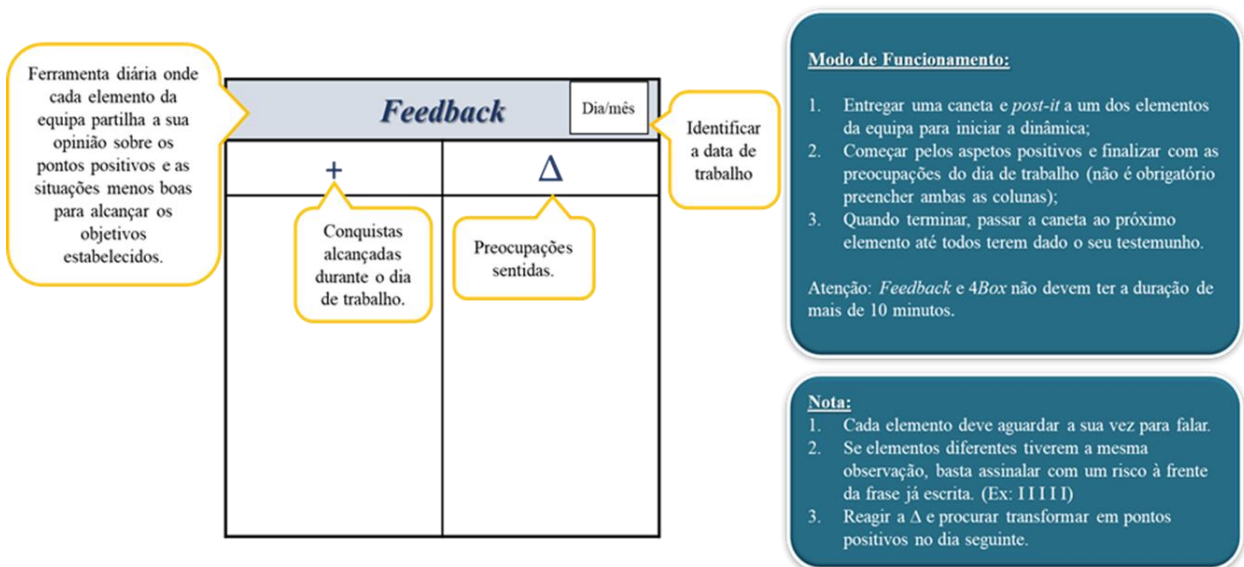 Ferramenta diária onde
cada elemento da
equipa partilha a sua
opinião sobre os
pontos positivos e as
situações menos boas
para alcançar os
objetivos
estabelecidos.
Feedback
Dia/mês
Identificar
a data de
trabalho
+
Δ
Conquistas
alcançadas
durante o dia
de trabalho.
Preocupações
sentidas.
Modo de Funcionamento:
1. Entregar uma caneta e post-it a um dos elementos
da equipa para iniciar a dinâmica;
2. Começar pelos aspetos positivos e finalizar com as
preocupações do dia de trabalho (não é obrigatório
preencher ambas as colunas);
3. Quando terminar, passar a caneta ao próximo
elemento até todos terem dado o seu testemunho.
Atenção: Feedback e 4Box não devem ter a duração de
mais de 10 minutos.
Nota:
1. Cada elemento deve aguardar a sua vez para falar.
2. Se elementos diferentes tiverem a mesma
observação, basta assinalar com um risco à frente
da frase já escrita. (Ex: I I I I I)
3. Reagir a Δ e procurar transformar em pontos
positivos no dia seguinte.